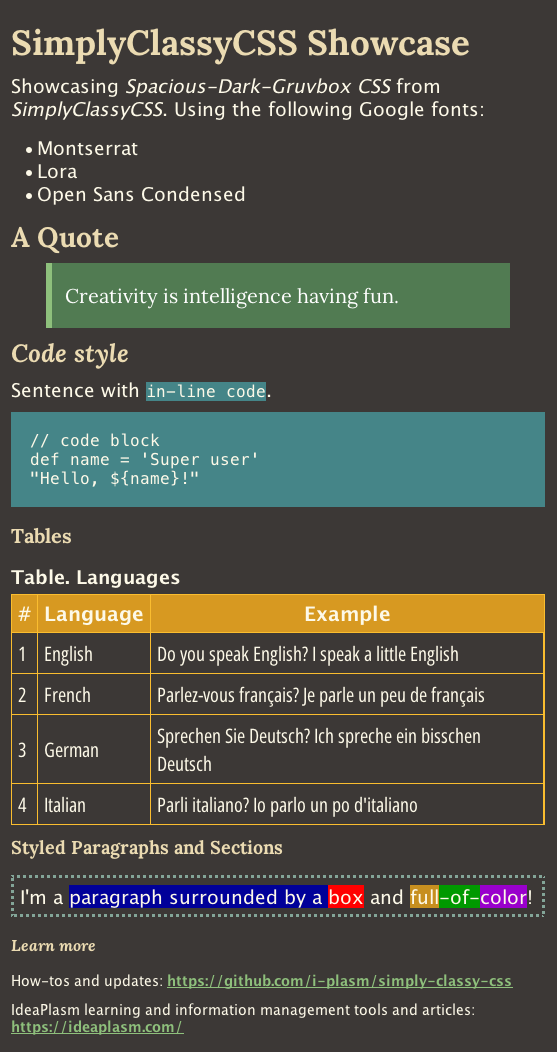 SimplyClassyCSS Showcase
Showcasing Spacious-Dark-Gruvbox CSS from
SimplyClassyCSS. Using the following Google fonts:
• Montserrat
• Lora
• Open Sans Condensed
A Quote
Creativity is intelligence having fun.
Code style
Sentence with in-line code.
// code block
def name = 'Super user'
"Hello, ${name}!"
Tables
Table. Languages
# Language Example
1 English Do you speak English? I speak a little English
2 French Parlez-vous français? Je parle un peu de français
3 German Sprechen Sie Deutsch? Ich spreche ein bisschen
Deutsch
4 Italian Parli italiano? Io parlo un po d'italiano
Styled Paragraphs and Sections
I'm a paragraph surrounded by a box and full-of-color!
Learn more
How-tos and updates: https://github.com/i-plasm/simply-classy-css
IdeaPlasm learning and information management tools and articles:
https://ideaplasm.com/